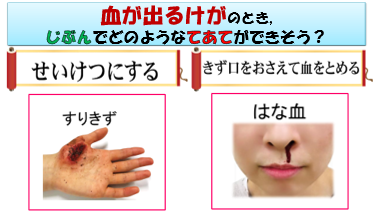 血が出るけがのとき,
じぶんでどのようなてあてができそう？
せいけつにする
きず口をおさえて血をとめる
すりきず
はな血